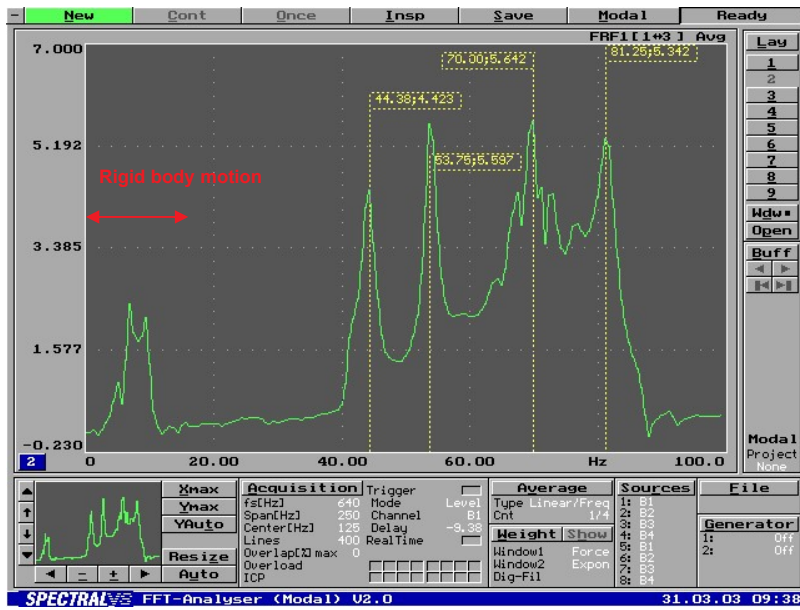 New Cont Once Insp Save Modal Ready
FRF1[1↔3 ] Avg
7.000
5.192
3.385
1.577
-0.230
70.00;5.642
81.25;5.342
44.38;4.423
53.75;5.597
Rigid body motion
2 0 20.00 40.00 60.00 Hz 100.0
Lay
1
2
3
4
5
6
7
8
9
Wdw
Open
Buff
Modal
Project
None
Xmax
Ymax
YAuto
Resize
Auto
Acquisition
fs[Hz] 640
Span[Hz] 250
Center[Hz] 125
Lines 400
Overlap[%] max 0
Overload
ICP
Trigger
Mode Level
Channel B1
Delay -9.38
RealTime
Average
Type Linear/Freq
Cnt 1/4
Weight Show
Window1 Force
Window2 Expon
Dig-Fil
Sources
1: B1
2: B2
3: B3
4: B4
5: B1
6: B2
7: B3
8: B4
File
Generator
1: Off
2: Off
SPECTRAL FFT-Analyser (Modal) V2.0 31.03.03 09:38